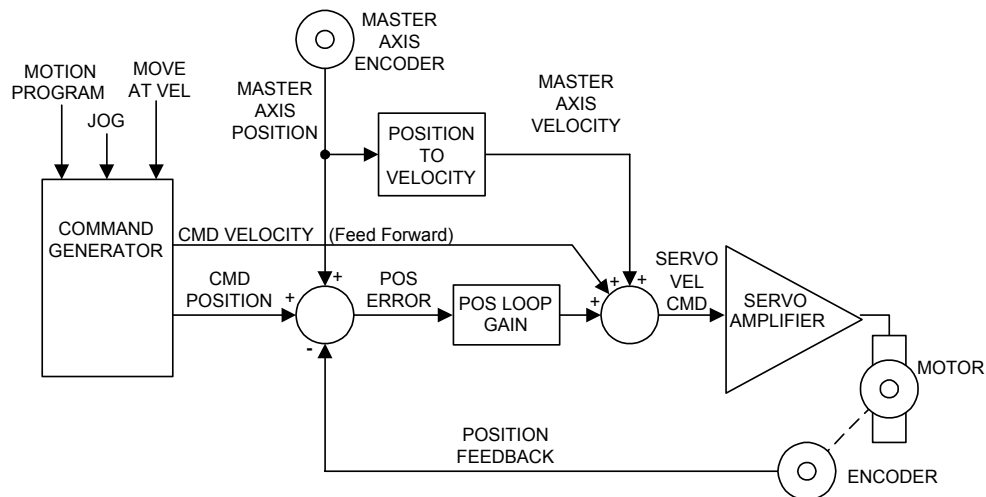 MASTER
AXIS
ENCODER
MOTION
PROGRAM
MOVE
AT VEL
JOG
MASTER
AXIS
POSITION
MASTER
AXIS
VELOCITY
POSITION
TO
VELOCITY
COMMAND
GENERATOR
CMD VELOCITY (Feed Forward)
CMD
POSITION
+
+
-
POS
ERROR
POS LOOP
GAIN
+
+
+
SERVO
VEL
CMD
SERVO
AMPLIFIER
MOTOR
POSITION
FEEDBACK
ENCODER